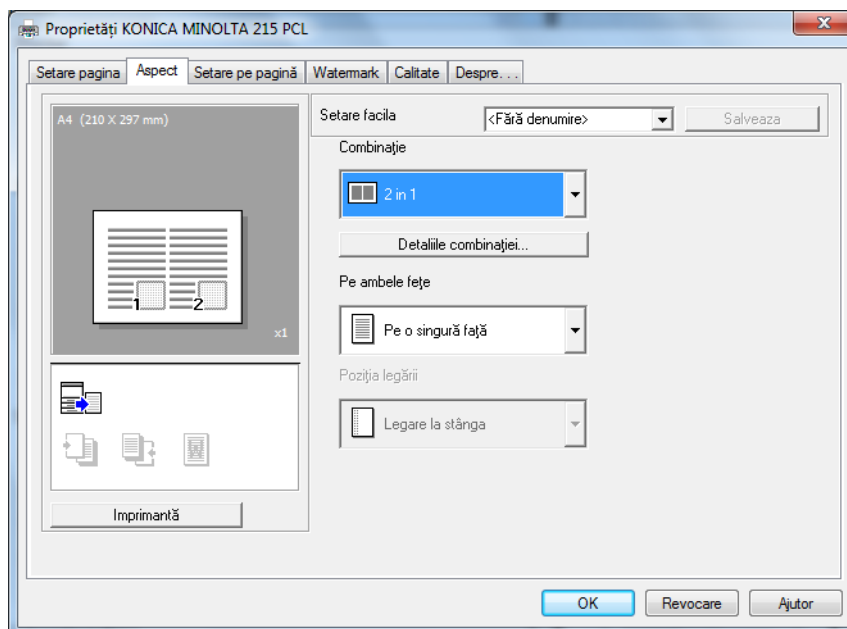 Proprietăți KONICA MINOLTA 215 PCL
Setare pagina Aspect Setare pe pagină Watermark Calitate Despre. . .
A4 (210 X 297 mm)
1 2
x1
Imprimantă
Setare facila <Fără denumire> Salveaza
Combinație
2 in 1
Detaliile combinației...
Pe ambele fețe
Pe o singură față
Poziția legării
Legare la stânga
OK Revocare Ajutor